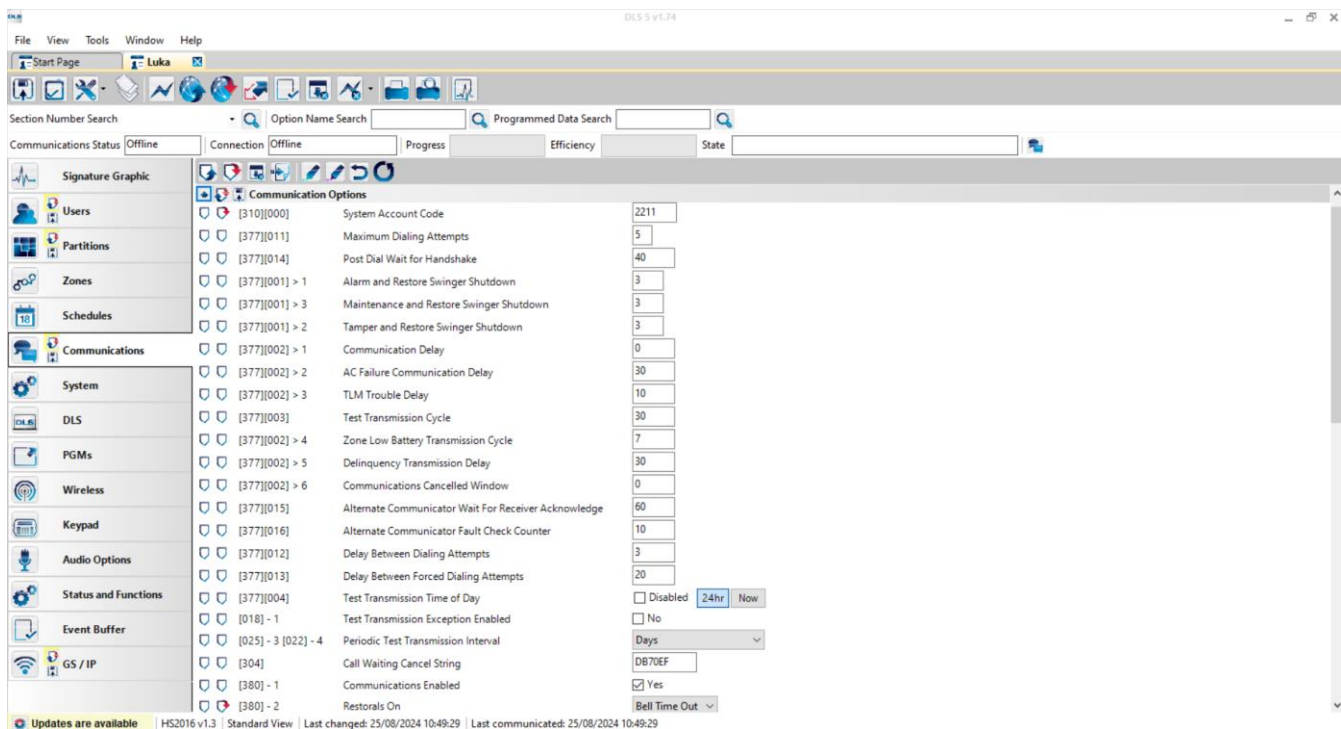 DLS 5 v1.74
File View Tools Window Help
Start Page Luka
Section Number Search Option Name Search Programmed Data Search
Communications Status Offline Connection Offline Progress Efficiency State
Signature Graphic
Users
Partitions
Zones
18 Schedules
Communications
System
DLS DLS
PGMs
Wireless
Keypad
Audio Options
Status and Functions
Event Buffer
GS / IP
Communication Options
[310][000] System Account Code 2211
[377][011] Maximum Dialing Attempts 5
[377][014] Post Dial Wait for Handshake 40
[377][001] > 1 Alarm and Restore Swinger Shutdown 3
[377][001] > 3 Maintenance and Restore Swinger Shutdown 3
[377][001] > 2 Tamper and Restore Swinger Shutdown 3
[377][002] > 1 Communication Delay 0
[377][002] > 2 AC Failure Communication Delay 30
[377][002] > 3 TLM Trouble Delay 10
[377][003] Test Transmission Cycle 30
[377][002] > 4 Zone Low Battery Transmission Cycle 7
[377][002] > 5 Delinquency Transmission Delay 30
[377][002] > 6 Communications Cancelled Window 0
[377][015] Alternate Communicator Wait For Receiver Acknowledge 60
[377][016] Alternate Communicator Fault Check Counter 10
[377][012] Delay Between Dialing Attempts 3
[377][013] Delay Between Forced Dialing Attempts 20
[377][004] Test Transmission Time of Day Disabled 24hr Now
[018] - 1 Test Transmission Exception Enabled No
[025] - 3 [022] - 4 Periodic Test Transmission Interval Days
[304] Call Waiting Cancel String DB70EF
[380] - 1 Communications Enabled Yes
[380] - 2 Restorals On Bell Time Out
Updates are available HS2016 v1.3 Standard View Last changed: 25/08/2024 10:49:29 Last communicated: 25/08/2024 10:49:29